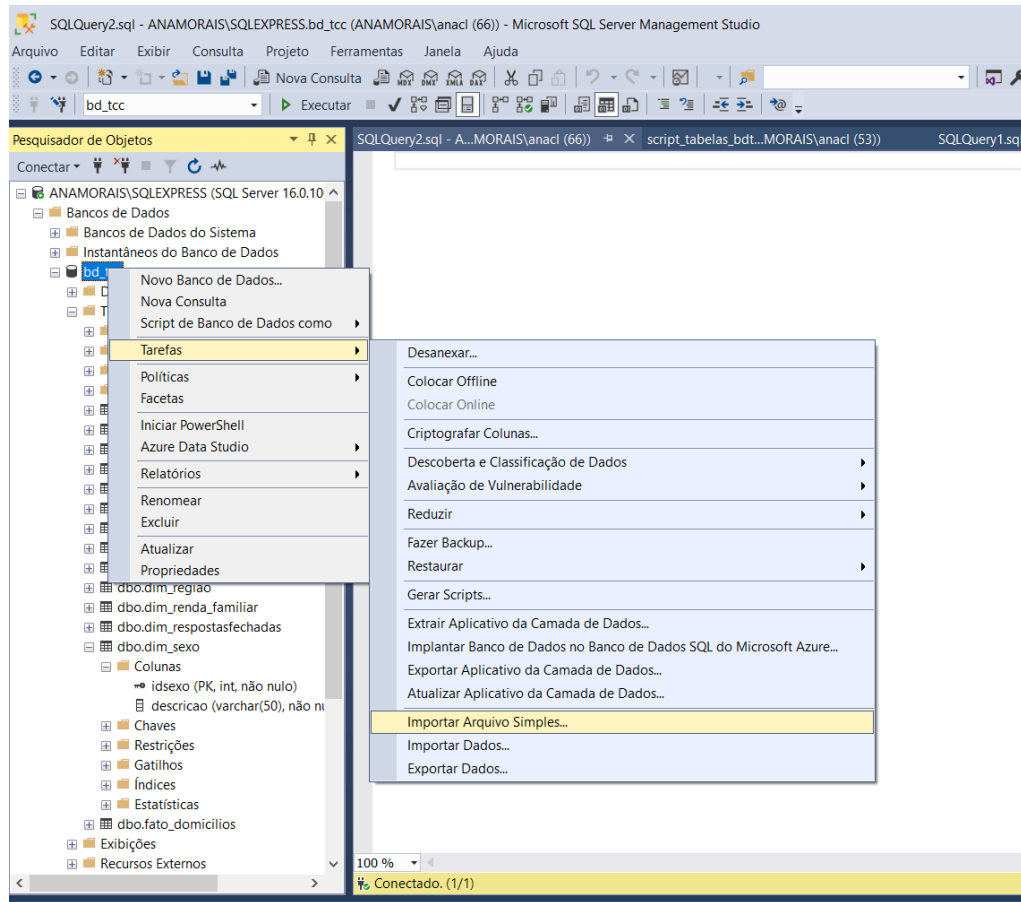 SQLQuery2.sql - ANAMORAIS\SQLEXPRESS.bd_tcc (ANAMORAIS\anacl (66)) - Microsoft SQL Server Management Studio
Arquivo Editar Exibir Consulta Projeto Ferramentas Janela Ajuda
Nova Consulta MDX DMX XMLA DAX
bd_tcc Executar
Pesquisador de Objetos
SQLQuery2.sql - A...MORAIS\anacl (66)) script_tabelas_bdt...MORAIS\anacl (53)) SQLQuery1.sql
Conectar
ANAMORAIS\SQLEXPRESS (SQL Server 16.0.10
Bancos de Dados
Bancos de Dados do Sistema
Instantâneos do Banco de Dados
bd_t
Novo Banco de Dados...
Nova Consulta
Script de Banco de Dados como
Tarefas
Políticas
Facetas
Iniciar PowerShell
Azure Data Studio
Relatórios
Renomear
Excluir
Atualizar
Propriedades
Desanexar...
Colocar Offline
Colocar Online
Criptografar Colunas...
Descoberta e Classificação de Dados
Avaliação de Vulnerabilidade
Reduzir
Fazer Backup...
Restaurar
Gerar Scripts...
Extrair Aplicativo da Camada de Dados...
Implantar Banco de Dados no Banco de Dados SQL do Microsoft Azure...
Exportar Aplicativo da Camada de Dados...
Atualizar Aplicativo da Camada de Dados...
Importar Arquivo Simples...
Importar Dados...
Exportar Dados...
dbo.dim_regiao
dbo.dim_renda_familiar
dbo.dim_respostasfechadas
dbo.dim_sexo
Colunas
idsexo (PK, int, não nulo)
descricao (varchar(50), não nu
Chaves
Restrições
Gatilhos
Índices
Estatísticas
dbo.fato_domicilios
Exibições
Recursos Externos
100 %
Conectado. (1/1)